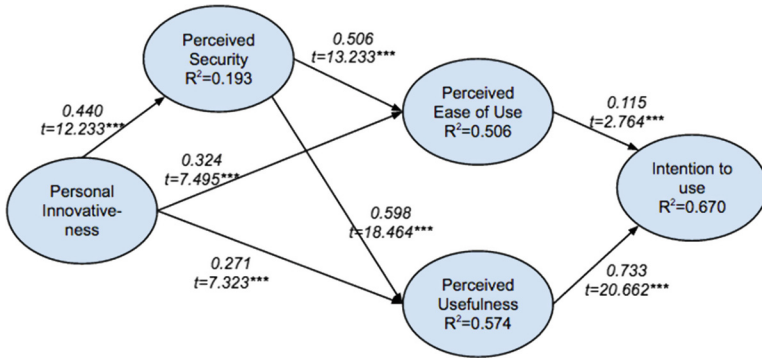 Perceived
Security
R²=0.193
0.506
t=13.233***
0.440
t=12.233***
Perceived
Ease of Use
R²=0.506
0.115
t=2.764***
0.324
t=7.495***
Personal
Innovative-
ness
Intention to
use
R²=0.670
0.598
t=18.464***
0.271
t=7.323***
Perceived
Usefulness
R²=0.574
0.733
t=20.662***